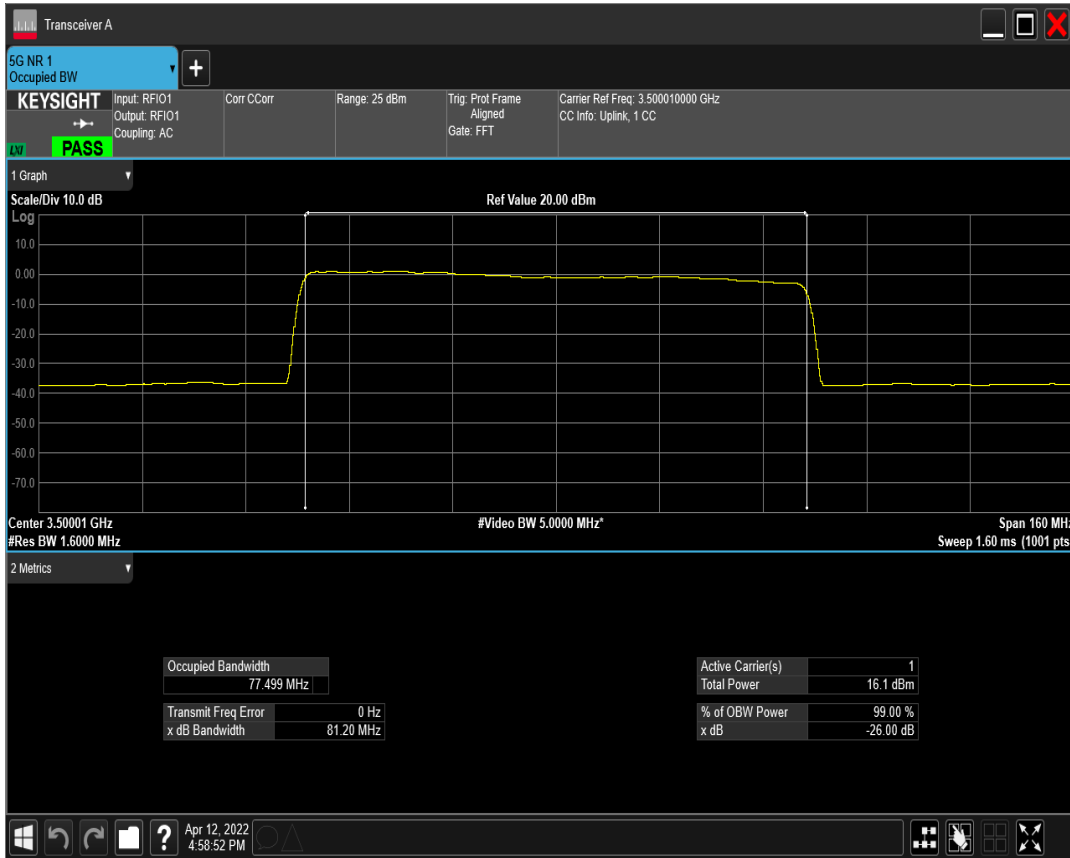 Transceiver A
5G NR 1
Occupied BW
KEYSIGHT
LXI
PASS
Input: RFIO1
Output: RFIO1
Coupling: AC
Corr CCorr
Range: 25 dBm
Trig: Prot Frame
Aligned
Gate: FFT
Carrier Ref Freq: 3.500010000 GHz
CC Info: Uplink, 1 CC
1 Graph
Scale/Div 10.0 dB
Ref Value 20.00 dBm
Log
10.0
0.00
-10.0
-20.0
-30.0
-40.0
-50.0
-60.0
-70.0
Center 3.50001 GHz
#Video BW 5.0000 MHz*
Span 160 MHz
#Res BW 1.6000 MHz
Sweep 1.60 ms (1001 pts
2 Metrics
Occupied Bandwidth
77.499 MHz
Transmit Freq Error 0 Hz
x dB Bandwidth 81.20 MHz
Active Carrier(s) 1
Total Power 16.1 dBm
% of OBW Power 99.00 %
x dB -26.00 dB
?
Apr 12, 2022
4:58:52 PM